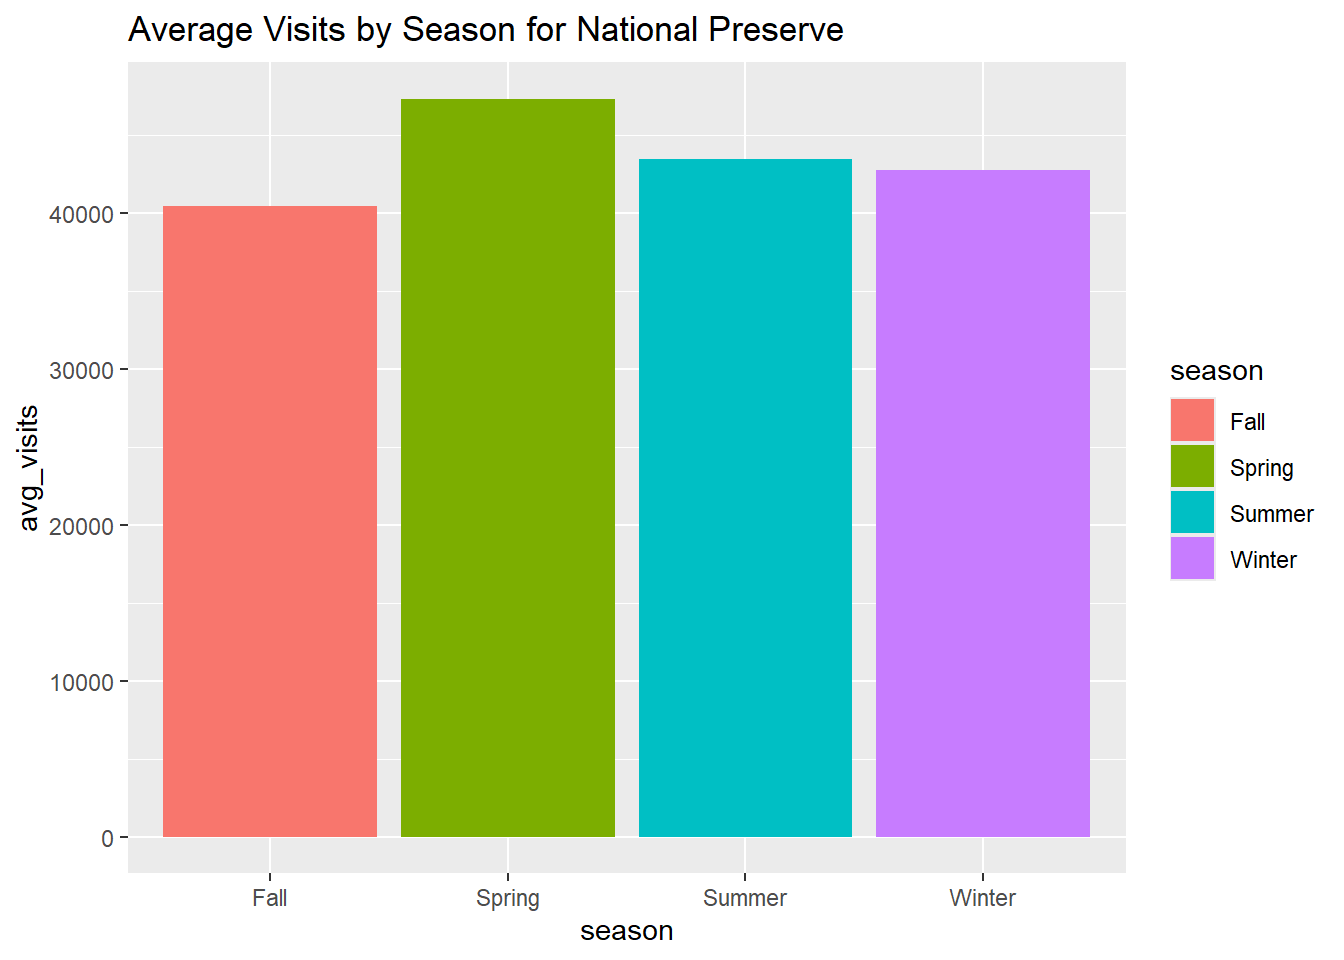 Average Visits by Season for National Preserve
avg_visits
40000
30000
20000
10000
0
Fall
Spring
Summer
Winter
season
season
Fall
Spring
Summer
Winter